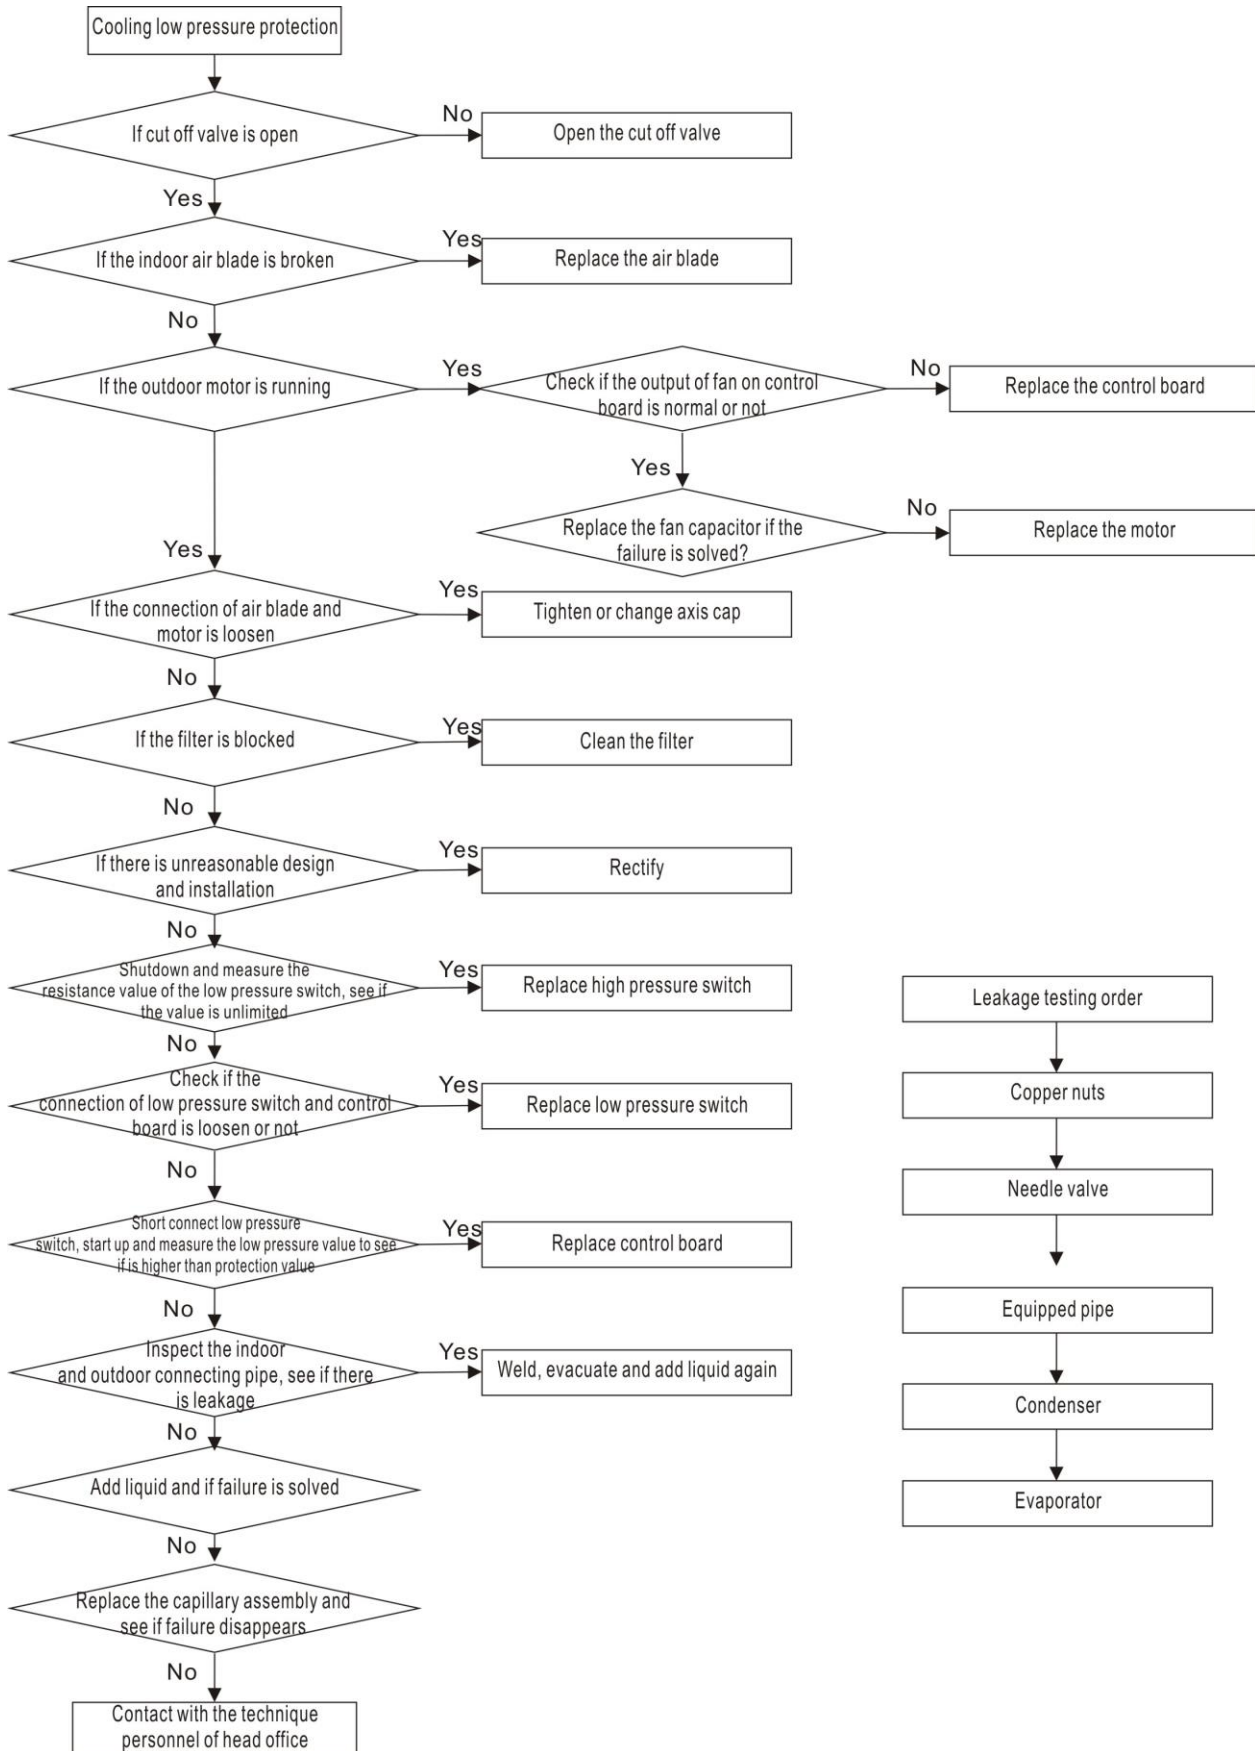 Cooling low pressure protection
If cut off valve is open
No
Open the cut off valve
Yes
If the indoor air blade is broken
Yes
Replace the air blade
No
If the outdoor motor is running
Yes
Check if the output of fan on control
board is normal or not
No
Replace the control board
Yes
Replace the fan capacitor if the
failure is solved?
No
Replace the motor
Yes
If the connection of air blade and
motor is loosen
Yes
Tighten or change axis cap
No
If the filter is blocked
Yes
Clean the filter
No
If there is unreasonable design
and installation
Yes
Rectify
No
Shutdown and measure the
resistance value of the low pressure switch, see if
the value is unlimited
Yes
Replace high pressure switch
No
Check if the
connection of low pressure switch and control
board is loosen or not
Yes
Replace low pressure switch
No
Short connect low pressure
switch, start up and measure the low pressure value to see
if is higher than protection value
Yes
Replace control board
No
Inspect the indoor
and outdoor connecting pipe, see if there
is leakage
Yes
Weld, evacuate and add liquid again
No
Add liquid and if failure is solved
No
Replace the capillary assembly and
see if failure disappears
No
Contact with the technique
personnel of head office
Leakage testing order
Copper nuts
Needle valve
Equipped pipe
Condenser
Evaporator